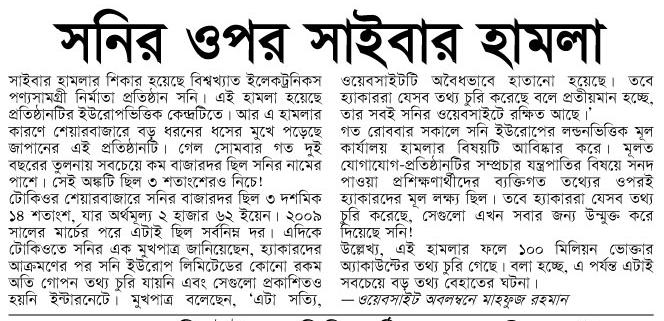 সনির ওপর সাইবার হামলা
সাইবার হামলার শিকার হয়েছে বিশ্বখ্যাত ইলেকট্রনিকস
পণ্যসামগ্রী নির্মাতা প্রতিষ্ঠান সনি। এই হামলা হয়েছে
প্রতিষ্ঠানটির ইউরোপভিত্তিক কেন্দ্রটিতে। আর এ হামলার
কারণে শেয়ারবাজারে বড় ধরনের ধসের মুখে পড়েছে
জাপানের এই প্রতিষ্ঠানটি। গেল সোমবার গত দুই
বছরের তুলনায় সবচেয়ে কম বাজারদর ছিল সনির নামের
পাশে। সেই অঙ্কটি ছিল ৩ শতাংশেরও নিচে!
টোকিওর শেয়ারবাজারে সনির বাজারদর ছিল ৩ দশমিক
১৪ শতাংশ, যার অর্থমূল্য ২ হাজার ৬২ ইয়েন। ২০০৯
সালের মার্চের পরে এটাই ছিল সর্বনিম্ন দর। এদিকে
টোকিওতে সনির এক মুখপাত্র জানিয়েছেন, হ্যাকারদের
আক্রমণের পর সনি ইউরোপ লিমিটেডের কোনো রকম
অতি গোপন তথ্য চুরি যায়নি এবং সেগুলো প্রকাশিতও
হয়নি ইন্টারনেটে। মুখপাত্র বলেছেন, ‘এটা সত্যি,
ওয়েবসাইটটি অবৈধভাবে হাতানো হয়েছে। তবে
হ্যাকাররা যেসব তথ্য চুরি করেছে বলে প্রতীয়মান হচ্ছে,
তার সবই সনির ওয়েবসাইটে রক্ষিত আছে।’
গত রোববার সকালে সনি ইউরোপের লন্ডনভিত্তিক মূল
কার্যালয় হামলার বিষয়টি আবিষ্কার করে। মূলত
যোগাযোগ-প্রতিষ্ঠানটির সম্প্রচার যন্ত্রপাতির বিষয়ে সনদ
পাওয়া প্রশিক্ষণার্থীদের ব্যক্তিগত তথ্যের ওপরই
হ্যাকারদের মূল লক্ষ্য ছিল। তবে হ্যাকাররা যেসব তথ্য
চুরি করেছে, সেগুলো এখন সবার জন্য উন্মুক্ত করে
দিয়েছে সনি!
উল্লেখ্য, এই হামলার ফলে ১০০ মিলিয়ন ভোক্তার
অ্যাকাউন্টের তথ্য চুরি গেছে। বলা হচ্ছে, এ পর্যন্ত এটাই
সবচেয়ে বড় তথ্য বেহাতের ঘটনা।
—ওয়েবসাইট অবলম্বনে মাহফুজ রহমান